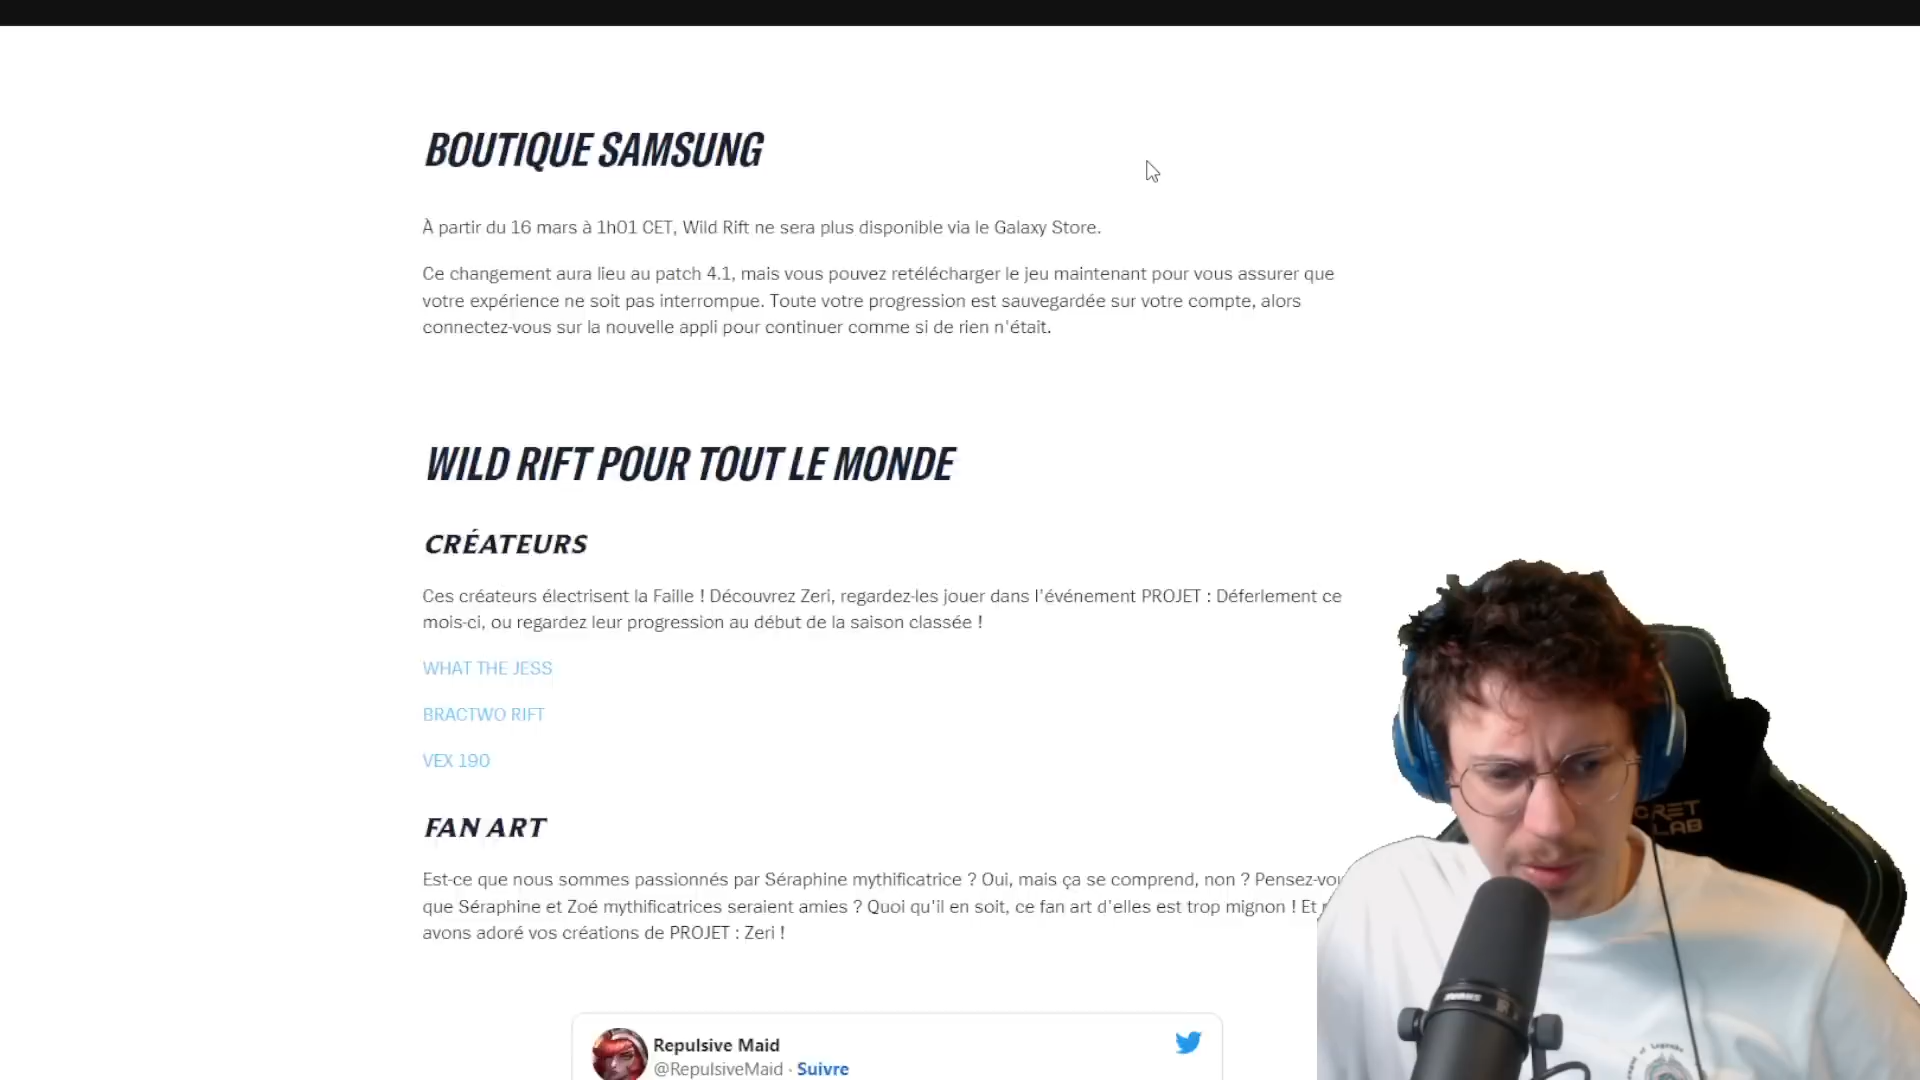 BOUTIQUE SAMSUNG
À partir du 16 mars à 1h01 CET, Wild Rift ne sera plus disponible via le Galaxy Store.
Ce changement aura lieu au patch 4.1, mais vous pouvez retélécharger le jeu maintenant pour vous assurer que
votre expérience ne soit pas interrompue. Toute votre progression est sauvegardée sur votre compte, alors
connectez-vous sur la nouvelle appli pour continuer comme si de rien n'était.
WILD RIFT POUR TOUT LE MONDE
CRÉATEURS
Ces créateurs électrisent la Faille ! Découvrez Zeri, regardez-les jouer dans l'événement PROJET : Déferlement ce
mois-ci, ou regardez leur progression au début de la saison classée !
WHAT THE JESS
BRACTWO RIFT
VEX 190
FAN ART
Est-ce que nous sommes passionnés par Séraphine mythificatrice ? Oui, mais ça se comprend, non ?
que Séraphine et Zoé mythificatrices seraient amies ? Quoi qu'il en soit, ce fan art d'elles est trop mignon ! Et
avons adoré vos créations de PROJET : Zeri !
Repulsive Maid
@RepulsiveMaid · Suivre
LAB